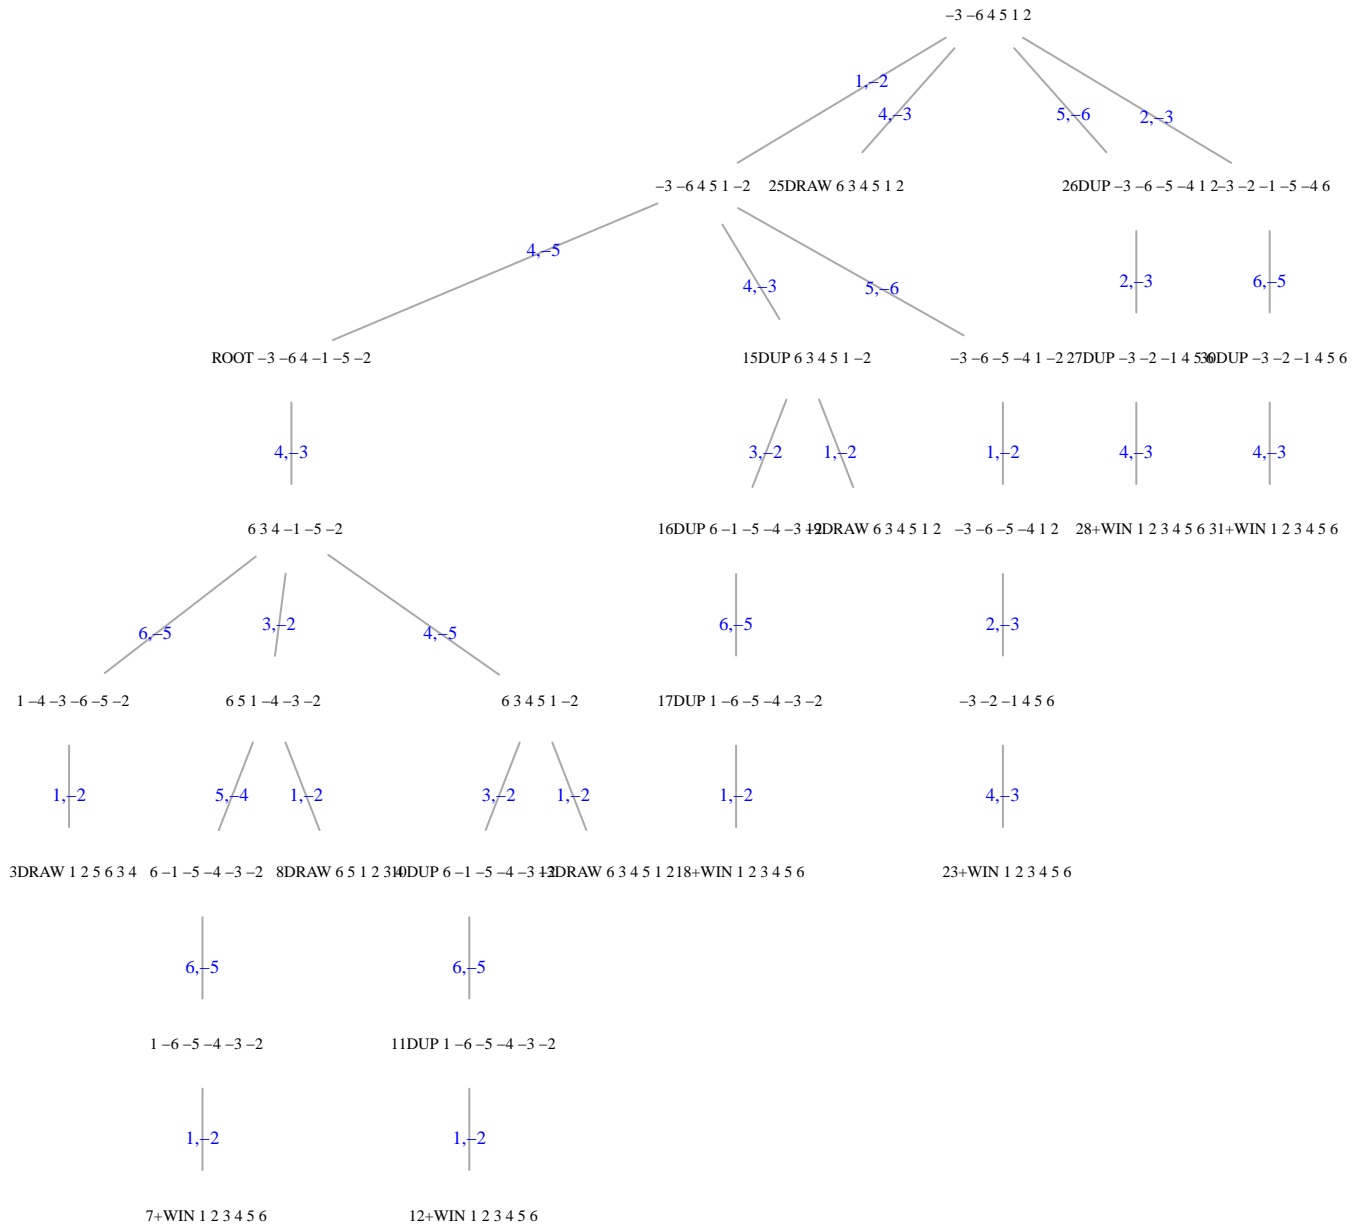 −3 −6 4 5 1 2
1,−2
4,−3
5,−6
2,−3
−3 −6 4 5 1 −2
25DRAW 6 3 4 5 1 2
26DUP −3 −6 −5 −4 1 2
−3 −2 −1 −5 −4 6
4,−5
4,−3
5,−6
2,−3
6,−5
ROOT −3 −6 4 −1 −5 −2
15DUP 6 3 4 5 1 −2
−3 −6 −5 −4 1 −2
27DUP −3 −2 −1 4 5 6
30DUP −3 −2 −1 4 5 6
4,−3
3,−2
1,−2
1,−2
4,−3
4,−3
6 3 4 −1 −5 −2
16DUP 6 −1 −5 −4 −3 −2
19DRAW 6 3 4 5 1 2
−3 −6 −5 −4 1 2
28+WIN 1 2 3 4 5 6
31+WIN 1 2 3 4 5 6
6,−5
3,−2
4,−5
6,−5
2,−3
1 −4 −3 −6 −5 −2
6 5 1 −4 −3 −2
6 3 4 5 1 −2
17DUP 1 −6 −5 −4 −3 −2
−3 −2 −1 4 5 6
1,−2
5,−4
1,−2
3,−2
1,−2
1,−2
4,−3
3DRAW 1 2 5 6 3 4
6 −1 −5 −4 −3 −2
8DRAW 6 5 1 2 3 4
10DUP 6 −1 −5 −4 −3 −2
13DRAW 6 3 4 5 1 2
18+WIN 1 2 3 4 5 6
23+WIN 1 2 3 4 5 6
6,−5
6,−5
1 −6 −5 −4 −3 −2
11DUP 1 −6 −5 −4 −3 −2
1,−2
1,−2
7+WIN 1 2 3 4 5 6
12+WIN 1 2 3 4 5 6